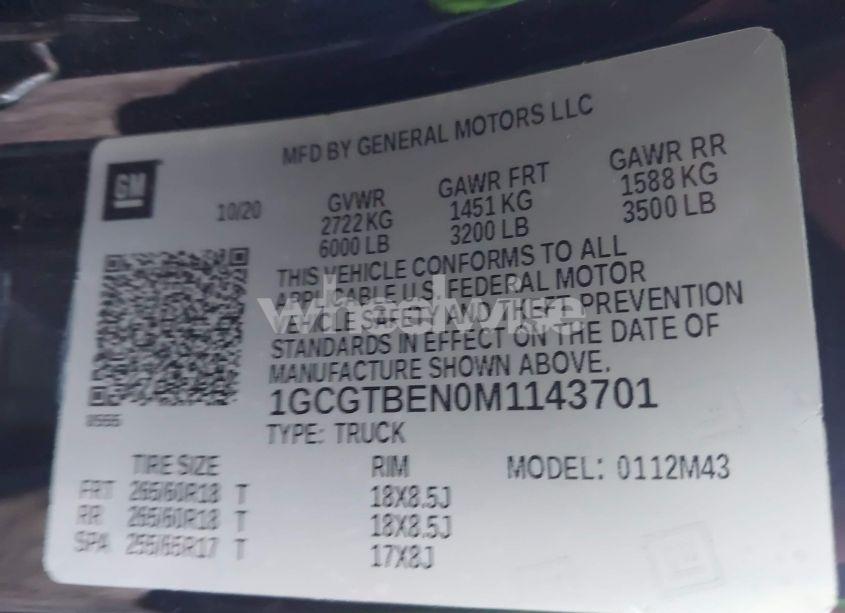 MFD BY GENERAL MOTORS LLC
GM
10/20
GVWR GAWR FRT GAWR RR
2722 KG 1451 KG 1588 KG
6000 LB 3200 LB 3500 LB
THIS VEHICLE CONFORMS TO ALL
APPLICABLE U.S. FEDERAL MOTOR
VEHICLE SAFETY AND THEFT PREVENTION
STANDARDS IN EFFECT ON THE DATE OF
MANUFACTURE SHOWN ABOVE.
wheelwise
1GCGTBEN0M1143701
TYPE: TRUCK
TIRE SIZE RIM MODEL: 0112M43
FRT 265/60R18 T 18X8.5J
RR 265/60R18 T 18X8.5J
SPA 255/65R17 T 17X8J